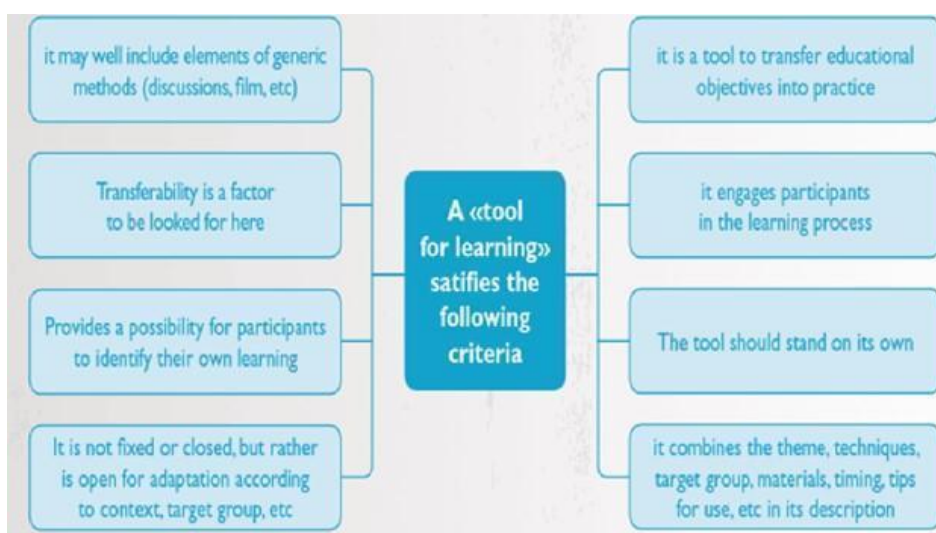 it may well include elements of generic
methods (discussions, film, etc)
Transferability is a factor
to be looked for here
Provides a possibility for participants
to identify their own learning
It is not fixed or closed, but rather
is open for adaptation according
to context, target group, etc
A «tool
for learning»
satifies the
following
criteria
it is a tool to transfer educational
objectives into practice
it engages participants
in the learning process
The tool should stand on its own
it combines the theme, techniques,
target group, materials, timing, tips
for use, etc in its description